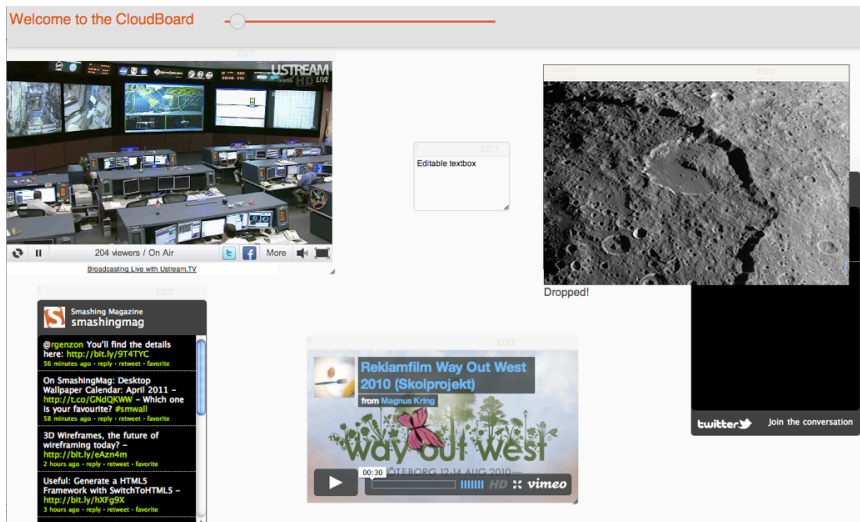 Welcome to the CloudBoard
EDIT
USTREAM
HD LIVE
204 viewers / On Air
More
Broadcasting Live with Ustream.TV
EDIT
Editable textbox
EDIT
Dropped!
EDIT
Smashing Magazine
smashingmag
@rgenzon You'll find the details
here: http://bit.ly/9T4TYC
56 minutes ago · reply · retweet · favorite
On SmashingMag: Desktop
Wallpaper Calendar: April 2011 –
http://t.co/GNdQKWW – Which one
is your favourite? #smwall
58 minutes ago · reply · retweet · favorite
3D Wireframes, the future of
wireframing today? –
http://bit.ly/eAzn4m
2 hours ago · reply · retweet · favorite
Useful: Generate a HTML5
Framework with SwitchToHTML5 –
http://bit.ly/hXFg9X
3 hours ago · reply · retweet · favorite
EDIT
Reklamfilm Way Out West
2010 (Skolprojekt)
from Magnus Kring
way out west
GÖTEBORG 12-14 AUG 2010
00:30
HD vimeo
twitter
Join the conversation